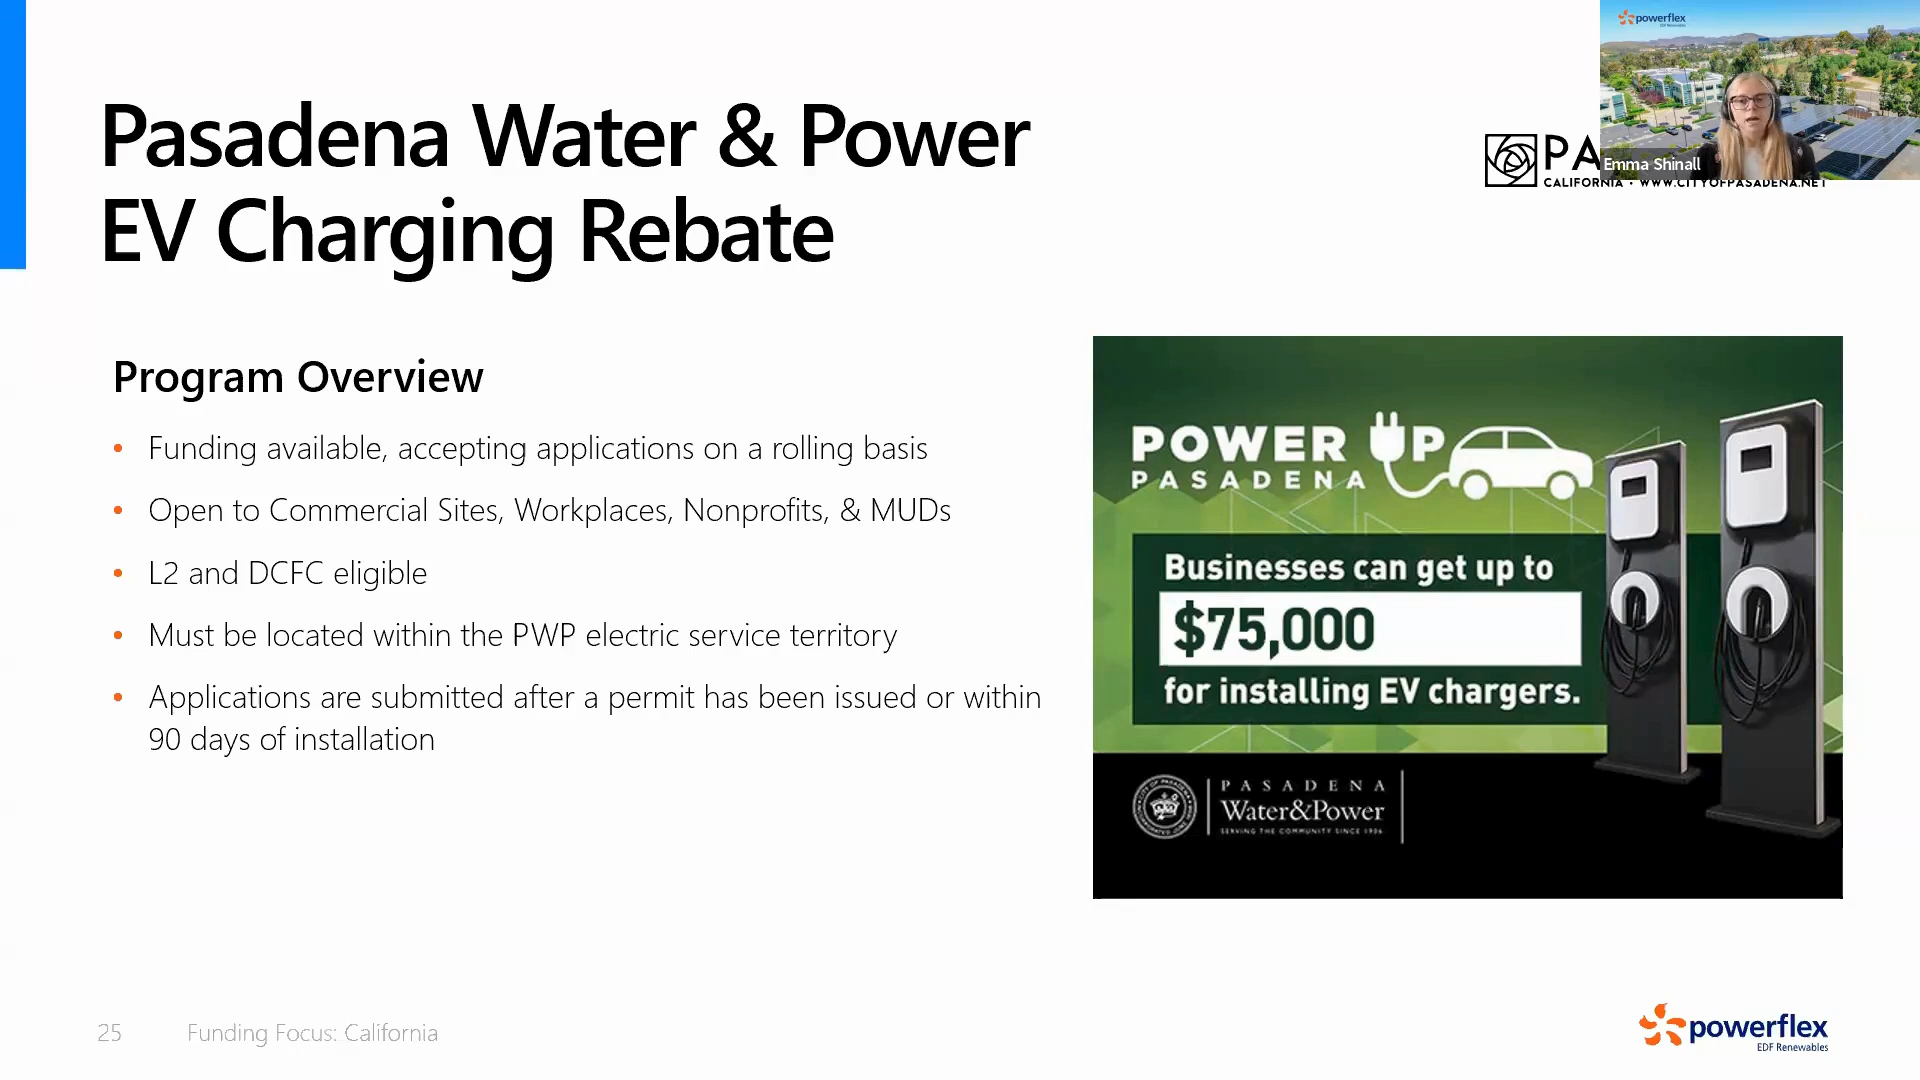 powerflex
EDF Renewables
Emma Shinall
Pasadena Water & Power
EV Charging Rebate
PA
CALIFORNIA • WWW.CITYOFPASADENA.NET
Program Overview
• Funding available, accepting applications on a rolling basis
• Open to Commercial Sites, Workplaces, Nonprofits, & MUDs
• L2 and DCFC eligible
• Must be located within the PWP electric service territory
• Applications are submitted after a permit has been issued or within
90 days of installation
POWER UP
PASADENA
Businesses can get up to
$75,000
for installing EV chargers.
PASADENA
Water&Power
SERVING THE COMMUNITY SINCE 1906
25
Funding Focus: California
powerflex
EDF Renewables